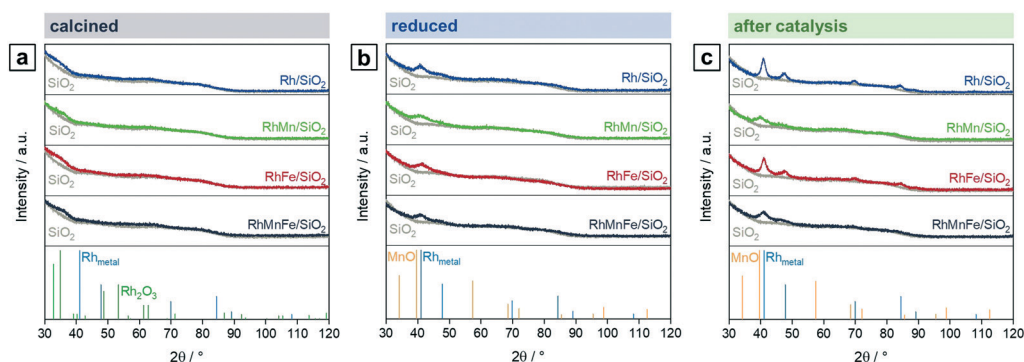 calcined
a
Intensity / a.u.
SiO₂
Rh/SiO₂
SiO₂
RhMn/SiO₂
SiO₂
RhFe/SiO₂
SiO₂
RhMnFe/SiO₂
Rhmetal
Rh₂O₃
30 40 50 60 70 80 90 100 110 120
2θ / °
reduced
b
Intensity / a.u.
SiO₂
Rh/SiO₂
SiO₂
RhMn/SiO₂
SiO₂
RhFe/SiO₂
SiO₂
RhMnFe/SiO₂
MnO Rhmetal
30 40 50 60 70 80 90 100 110 120
2θ / °
after catalysis
c
Intensity / a.u.
SiO₂
Rh/SiO₂
SiO₂
RhMn/SiO₂
SiO₂
RhFe/SiO₂
SiO₂
RhMnFe/SiO₂
MnO Rhmetal
30 40 50 60 70 80 90 100 110 120
2θ / °